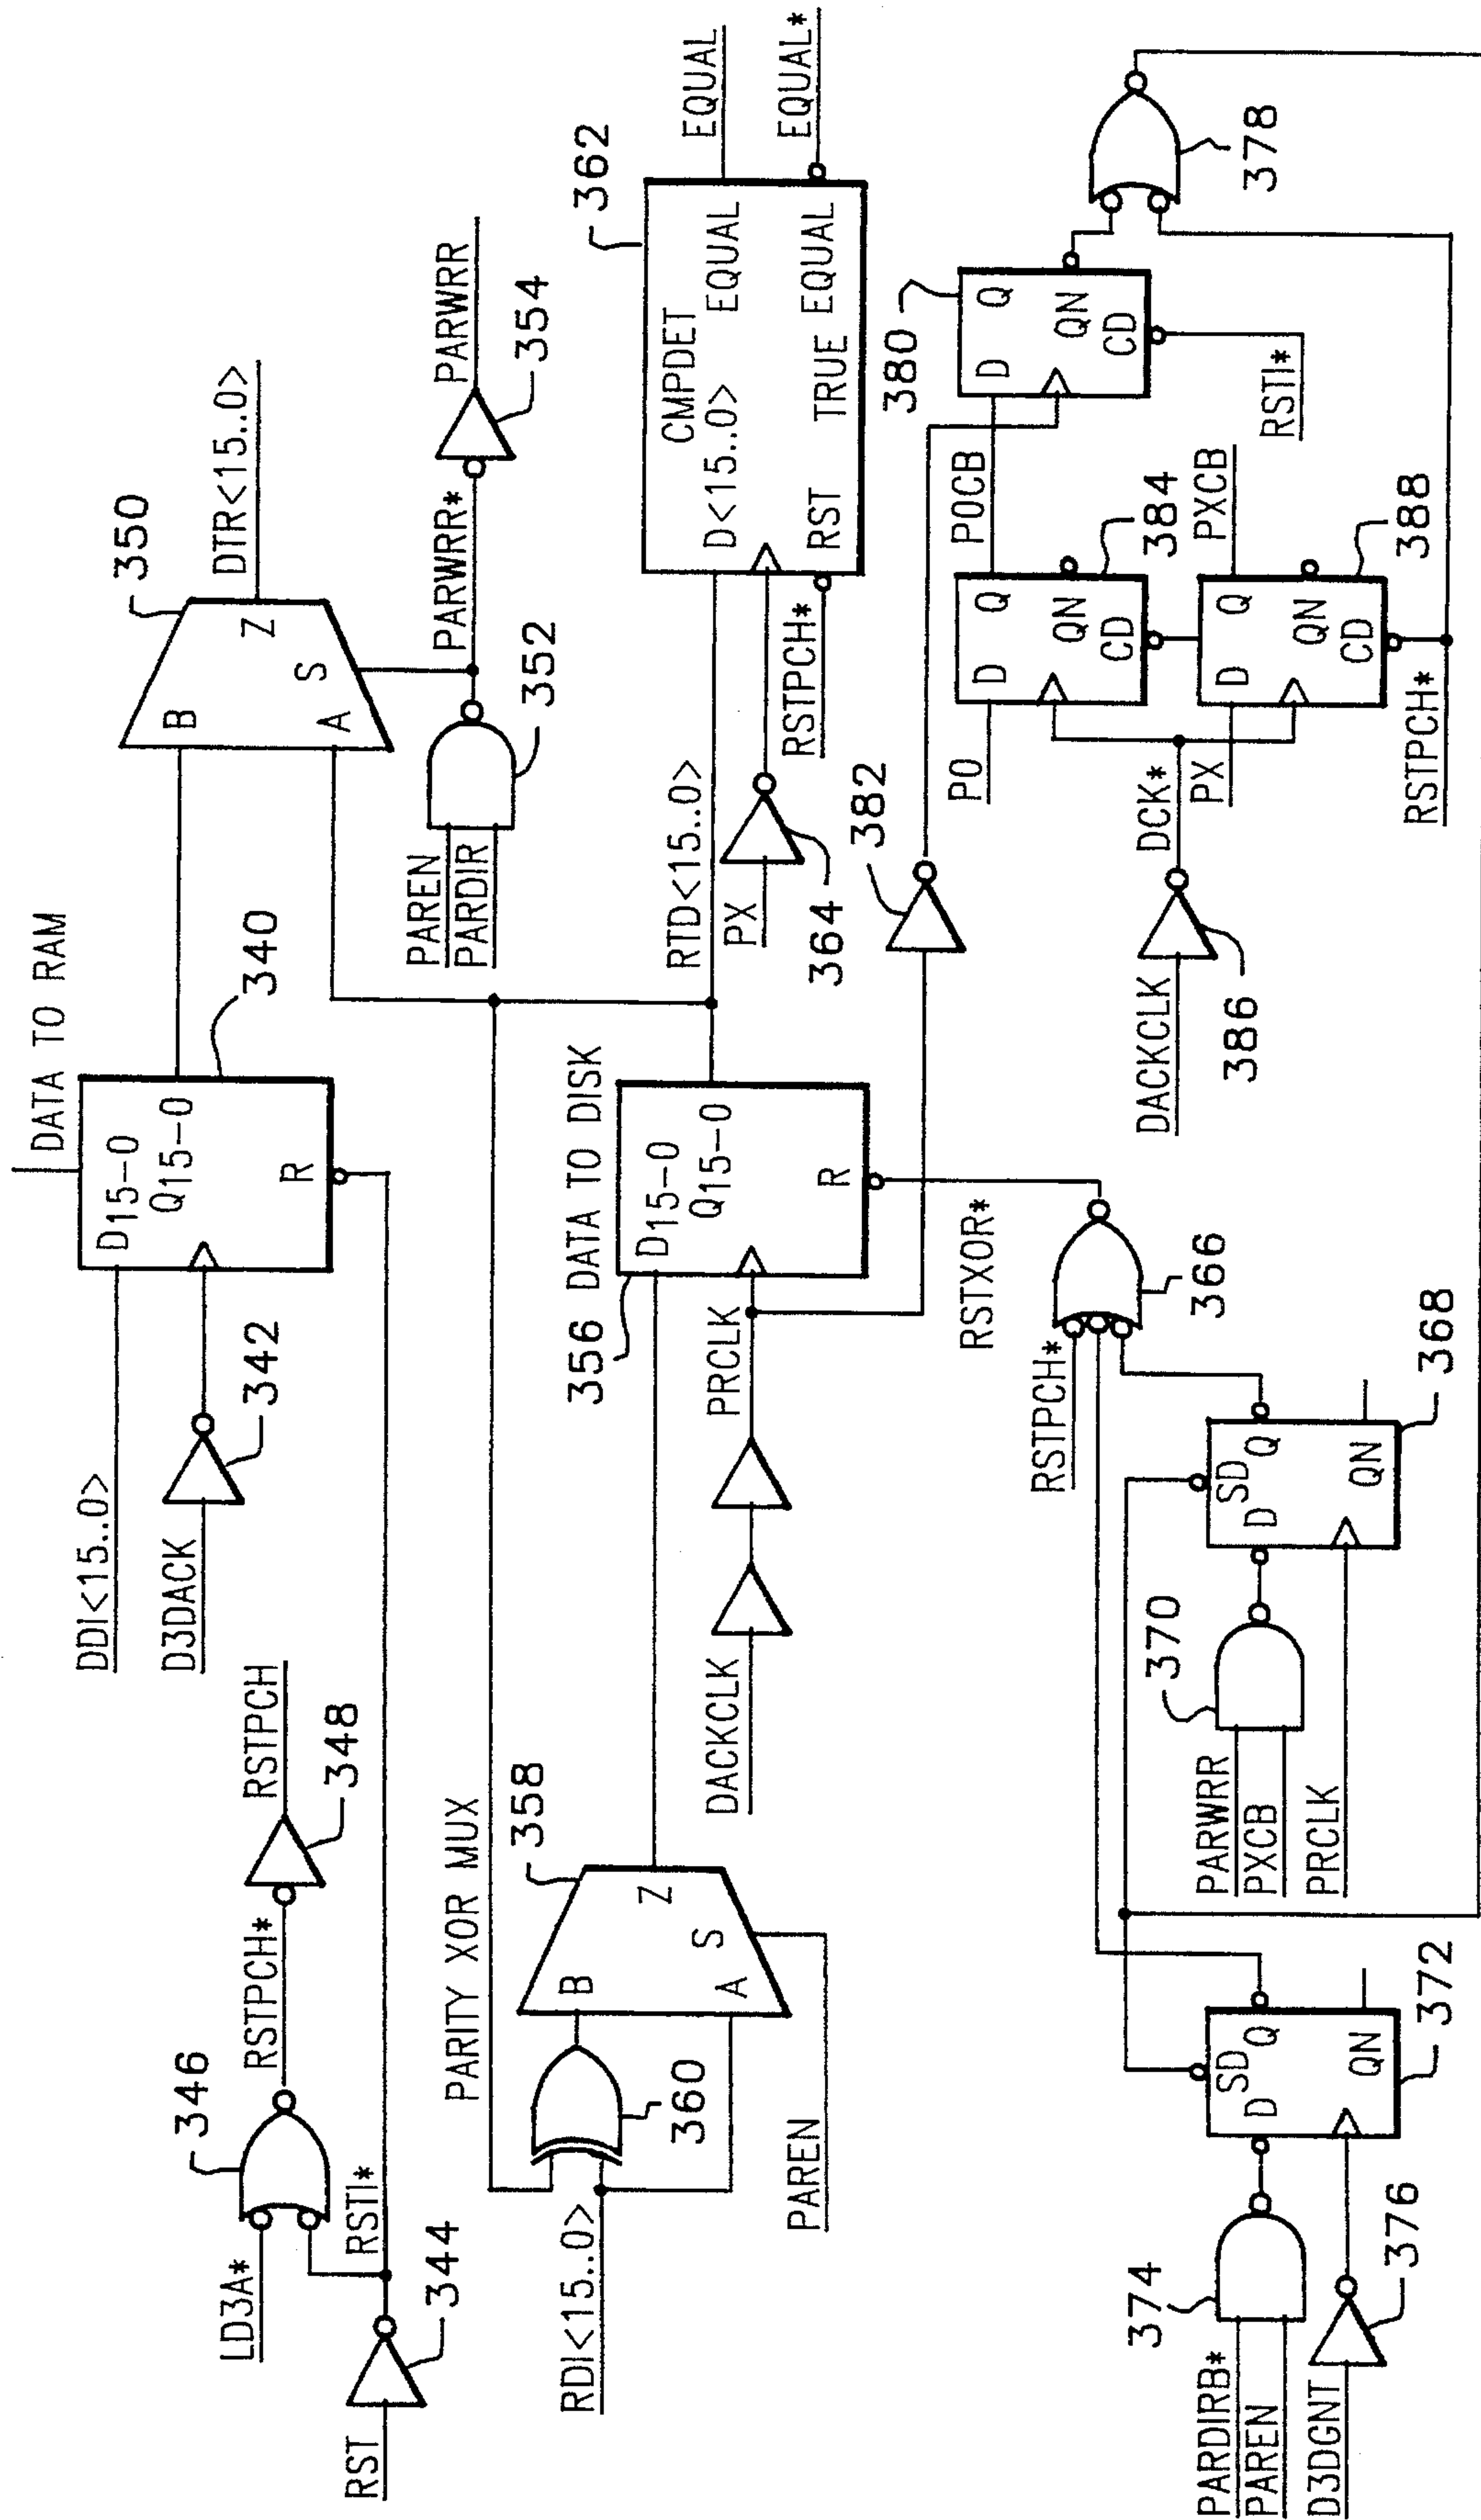 DATA TO RAM
DDI<15..0>
D15-0
Q15-0
R
340
D3DACK
342
B
Z
A
S
350
DTR<15..0>
PAREN
PARDIR
352
PARWRR*
354
PARWRR
LD3A*
346
RSTPCH*
348
RSTPCH
RSTI*
RST
344
PARITY XOR MUX
358
RDI<15..0>
360
B
Z
A
S
PAREN
356 DATA TO DISK
D15-0
Q15-0
R
DACKCLK
PRCLK
RTD<15..0>
PX
364
RSTPCH*
362
CMPDET
D<15..0>
EQUAL
RST
TRUE EQUAL
EQUAL
EQUAL*
382
RSTXOR*
RSTPCH*
366
368
SD
D
Q
QN
370
PARWRR
PXCB
PRCLK
372
SD
D
Q
QN
374
PARDIRB*
PAREN
D3DGNT
376
DACKCLK
386
DCK*
PO
D
Q
QN
CD
384
POCB
PX
D
Q
QN
CD
388
PXCB
RSTPCH*
380
D
Q
QN
CD
RSTI*
378